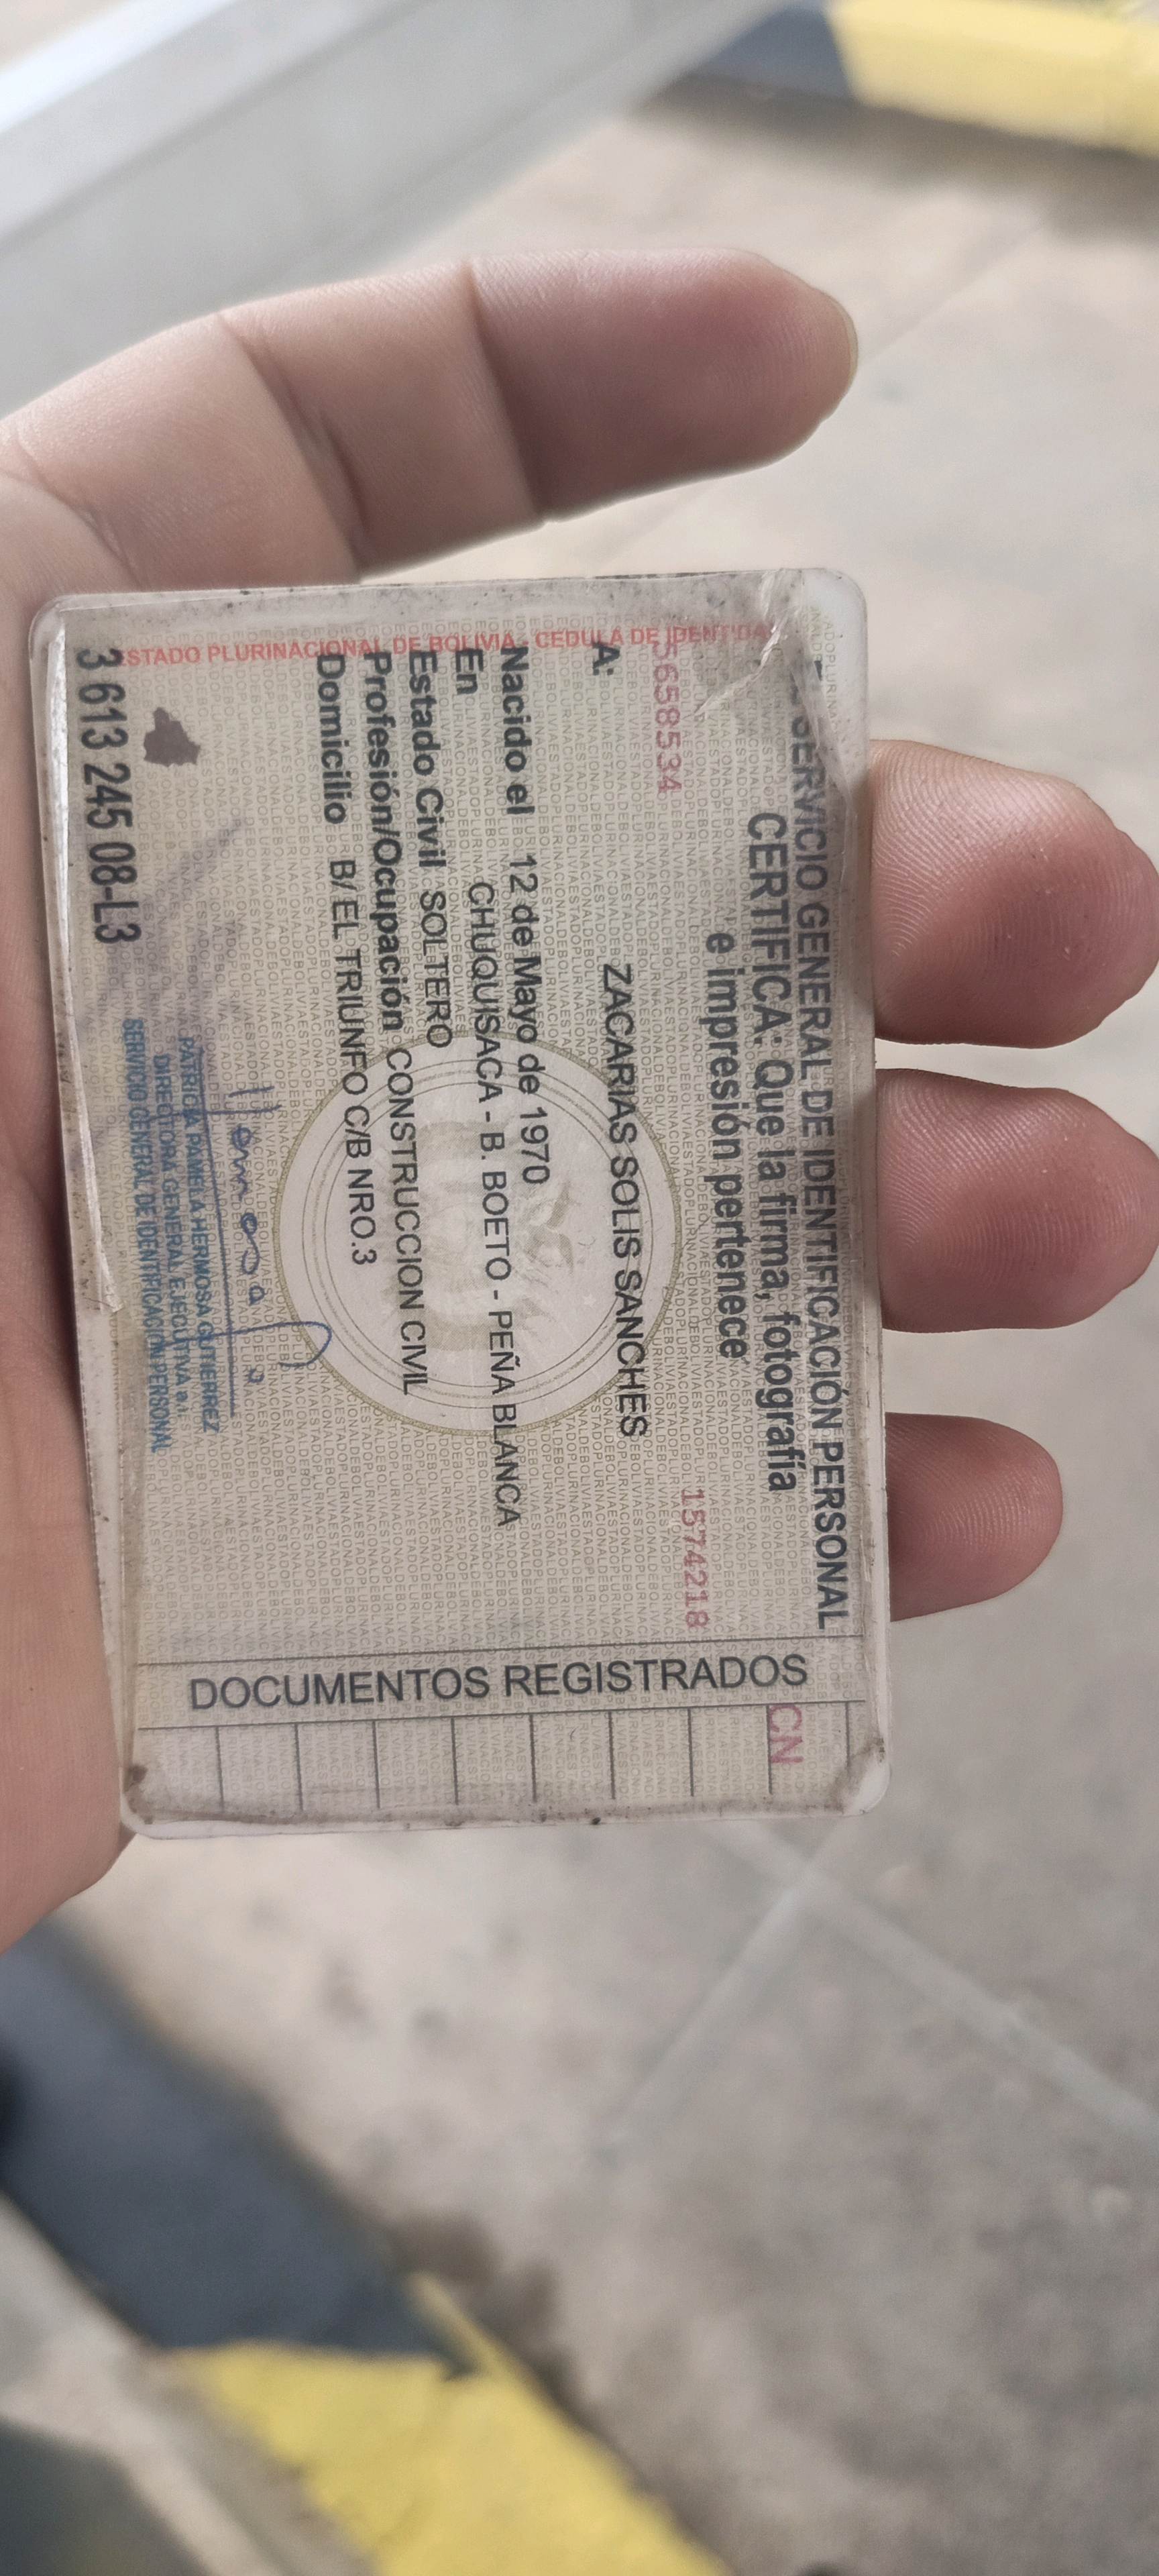 SERVICIO GENERAL DE IDENTIFICACIÓN PERSONAL
CERTIFICA: Que la firma, fotografía
e impresión pertenece
5658534 1574218
A: ZACARIAS SOLIS SANCHES
Nacido el 12 de Mayo de 1970
En CHUQUISACA - B. BOETO - PEÑA BLANCA
Estado Civil SOLTERO
Profesión/Ocupación CONSTRUCCION CIVIL
Domicilio B/ EL TRIUNFO C/B NRO.3
PATRICIA PAMELA HERMOSA GUTIERREZ
DIRECTORA GENERAL EJECUTIVA a.i.
SERVICIO GENERAL DE IDENTIFICACIÓN PERSONAL
3 613 245 08-L3
ESTADO PLURINACIONAL DE BOLIVIA - CEDULA DE IDENTIDA
DOCUMENTOS REGISTRADOS
CN